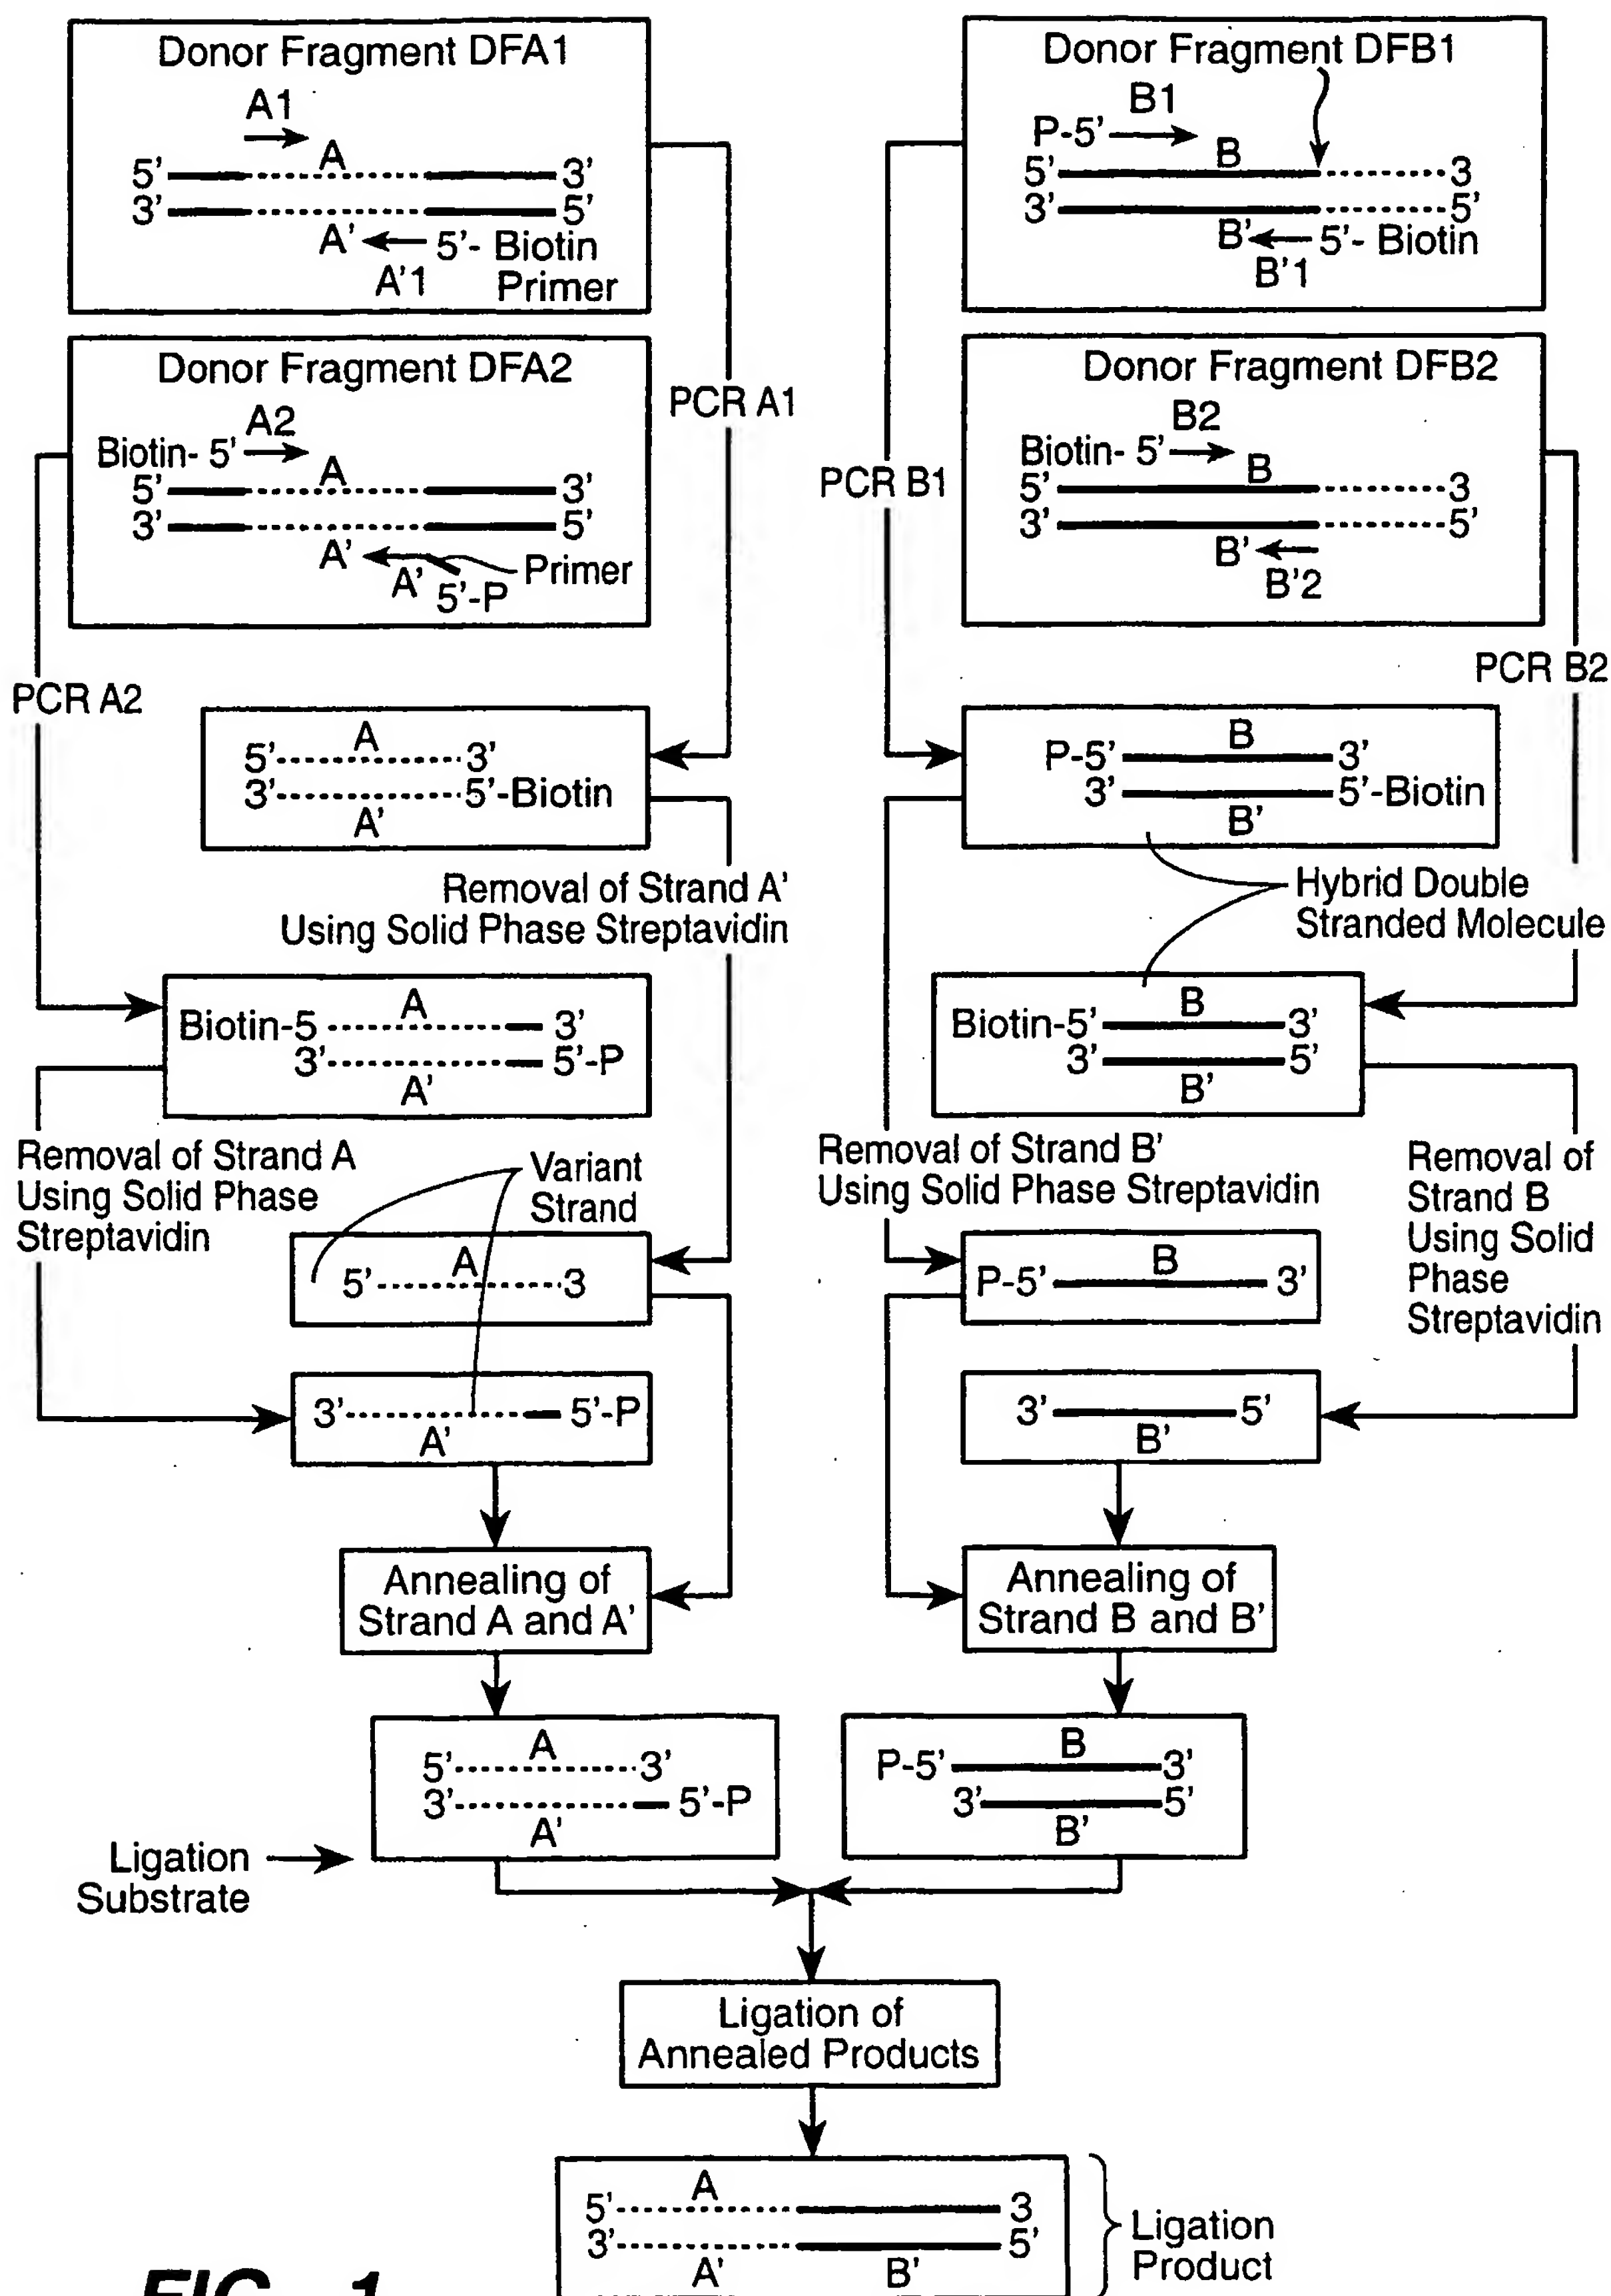 Donor Fragment DFA1
A1
A
5' 3'
3' 5'
A' 5'- Biotin
A'1 Primer
Donor Fragment DFB1
B1
P-5'
B
5' 3
3' 5'
B' 5'- Biotin
B'1
Donor Fragment DFA2
A2
Biotin- 5'
A
5' 3'
3' 5'
A'
Primer
A' 5'-P
Donor Fragment DFB2
B2
Biotin- 5'
B
5' 3
3' 5'
B'
B'2
PCR A1
PCR B1
PCR A2
PCR B2
A
5' 3'
3' 5'-Biotin
A'
B
P-5' 3'
3' 5'-Biotin
B'
Removal of Strand A'
Using Solid Phase Streptavidin
Hybrid Double
Stranded Molecule
A
Biotin-5 3'
3' 5'-P
A'
B
Biotin-5' 3'
3' 5'
B'
Removal of Strand A
Using Solid Phase
Streptavidin
Variant
Strand
Removal of Strand B'
Using Solid Phase Streptavidin
Removal of
Strand B
Using Solid
Phase
Streptavidin
A
5' 3
B
P-5' 3'
3' 5'-P
A'
3' 5'
B'
Annealing of
Strand A and A'
Annealing of
Strand B and B'
A
5' 3'
3' 5'-P
A'
B
P-5' 3'
3' 5'
B'
Ligation
Substrate
Ligation of
Annealed Products
A
5' 3
3' 5'
A' B'
Ligation
Product
FIG. 1